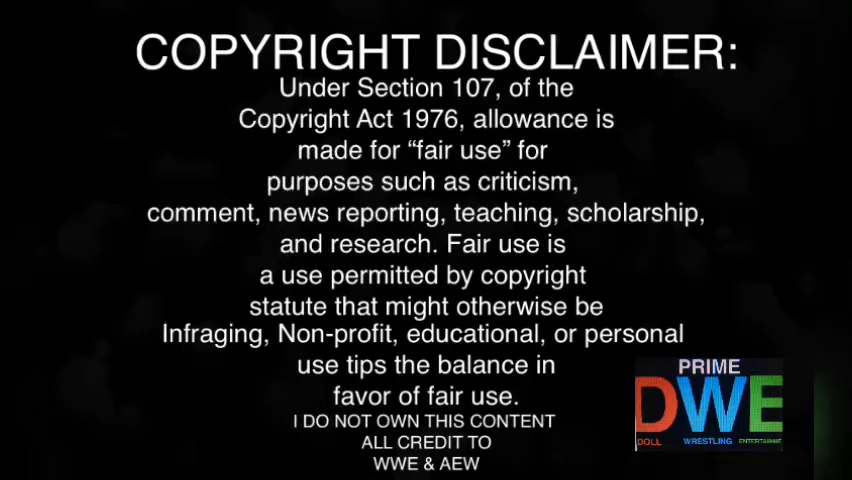 COPYRIGHT DISCLAIMER:
Under Section 107, of the
Copyright Act 1976, allowance is
made for “fair use” for
purposes such as criticism,
comment, news reporting, teaching, scholarship,
and research. Fair use is
a use permitted by copyright
statute that might otherwise be
Infraging, Non-profit, educational, or personal
use tips the balance in
favor of fair use.
I DO NOT OWN THIS CONTENT
ALL CREDIT TO
WWE & AEW
PRIME
DWE
DOLL WRESTLING